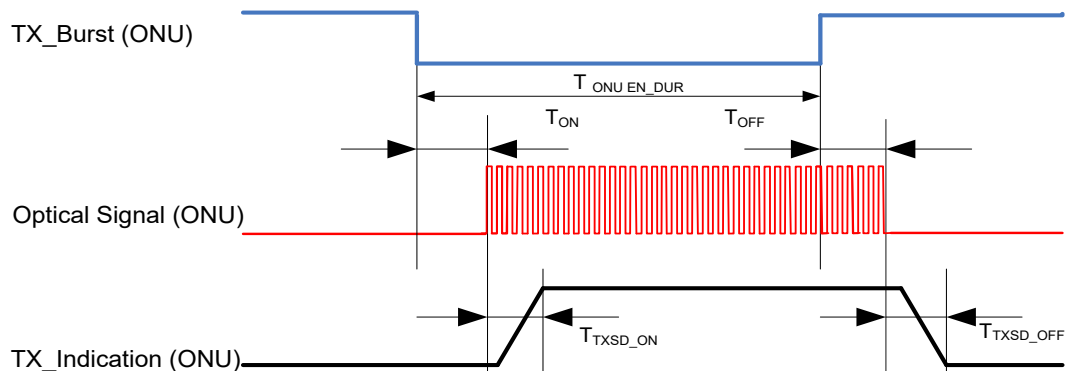 TX_Burst (ONU)
T ONU EN_DUR
TON
TOFF
Optical Signal (ONU)
TTXSD_ON
TTXSD_OFF
TX_Indication (ONU)